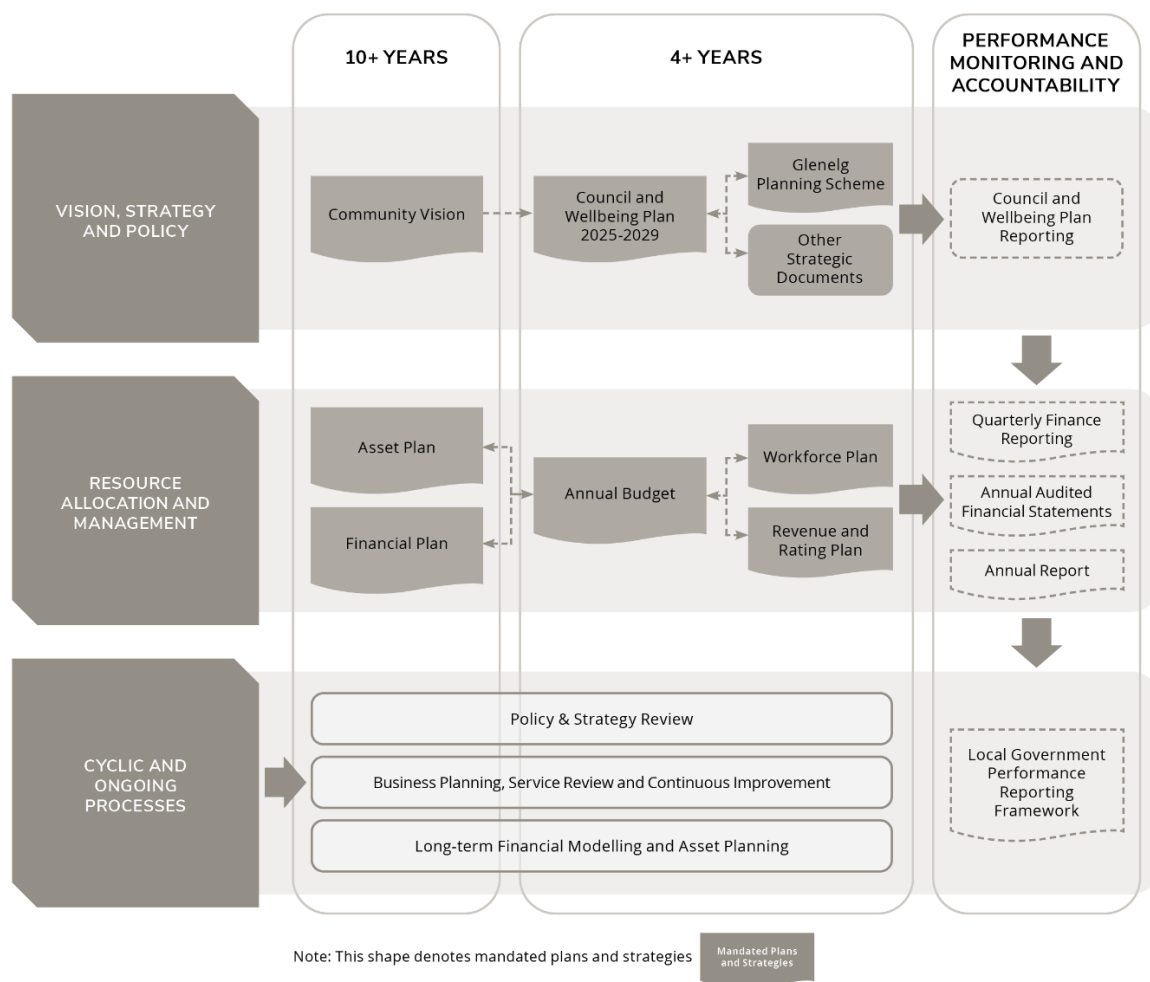 10+ YEARS
4+ YEARS
PERFORMANCE
MONITORING AND
ACCOUNTABILITY
VISION, STRATEGY
AND POLICY
Community Vision
Council and
Wellbeing Plan
2025-2029
Glenelg
Planning Scheme
Other
Strategic
Documents
Council and
Wellbeing Plan
Reporting
RESOURCE
ALLOCATION AND
MANAGEMENT
Asset Plan
Financial Plan
Annual Budget
Workforce Plan
Revenue and
Rating Plan
Quarterly Finance
Reporting
Annual Audited
Financial Statements
Annual Report
CYCLIC AND
ONGOING
PROCESSES
Policy & Strategy Review
Business Planning, Service Review and Continuous Improvement
Long-term Financial Modelling and Asset Planning
Local Government
Performance
Reporting
Framework
Note: This shape denotes mandated plans and strategies
Mandated Plans
and Strategies